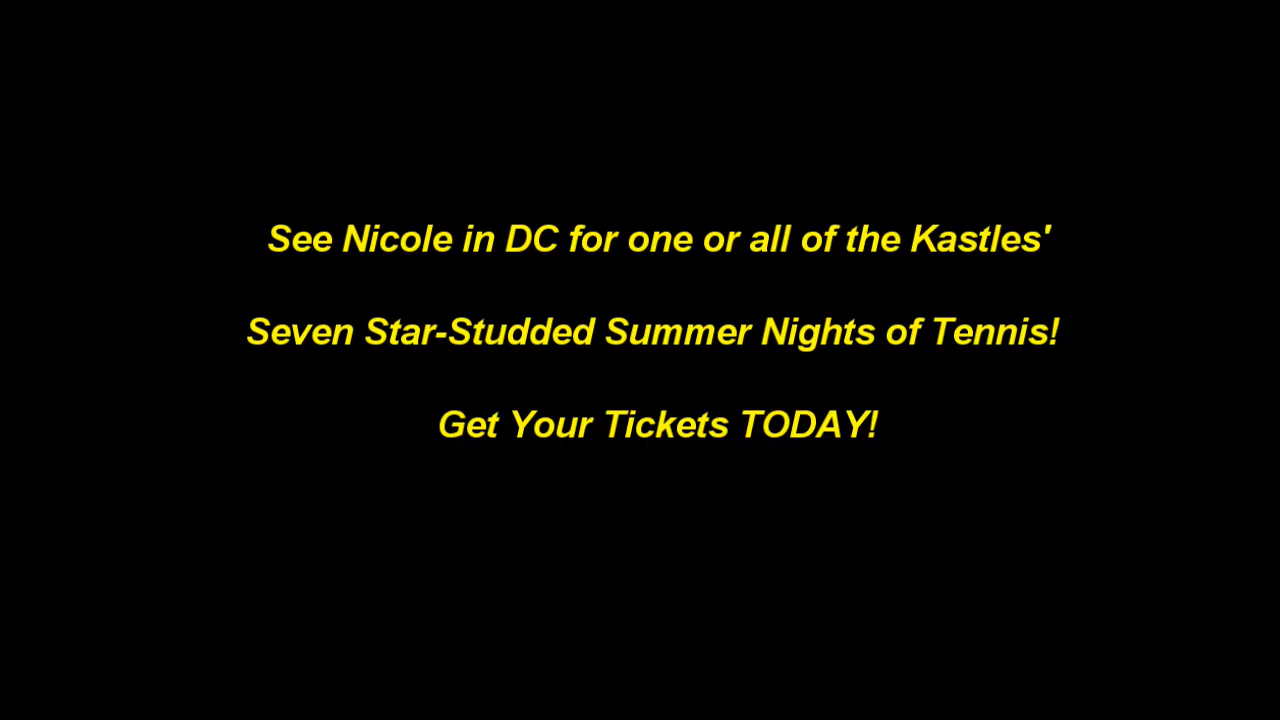 See Nicole in DC for one or all of the Kastles'
Seven Star-Studded Summer Nights of Tennis!
Get Your Tickets TODAY!